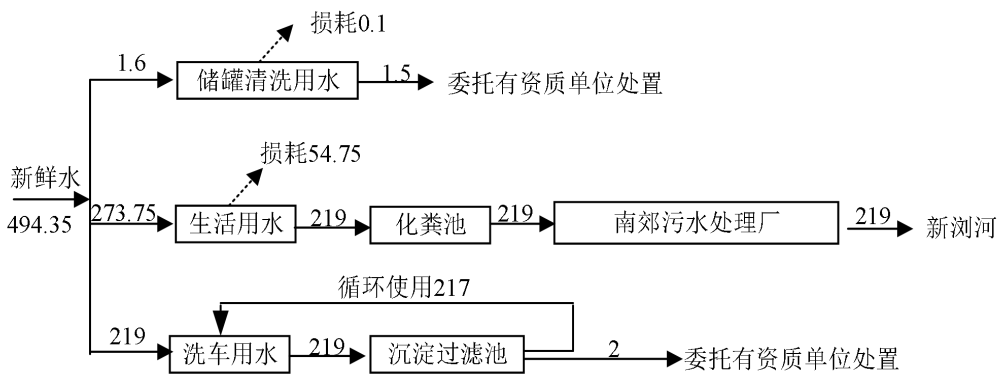 损耗0.1
1.6
储罐清洗用水
1.5
委托有资质单位处置
损耗54.75
新鲜水
494.35
273.75
生活用水
219
化粪池
219
南郊污水处理厂
219
新浏河
循环使用217
219
洗车用水
219
沉淀过滤池
2
委托有资质单位处置